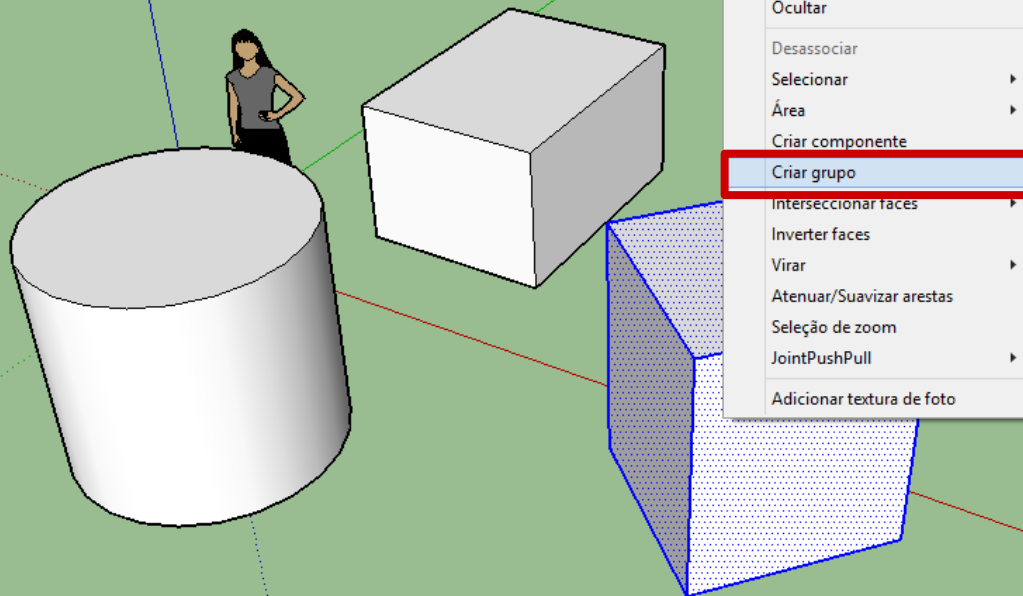 Ocultar
Desassociar
Selecionar
Área
Criar componente
Criar grupo
Interseccionar faces
Inverter faces
Virar
Atenuar/Suavizar arestas
Seleção de zoom
JointPushPull
Adicionar textura de foto